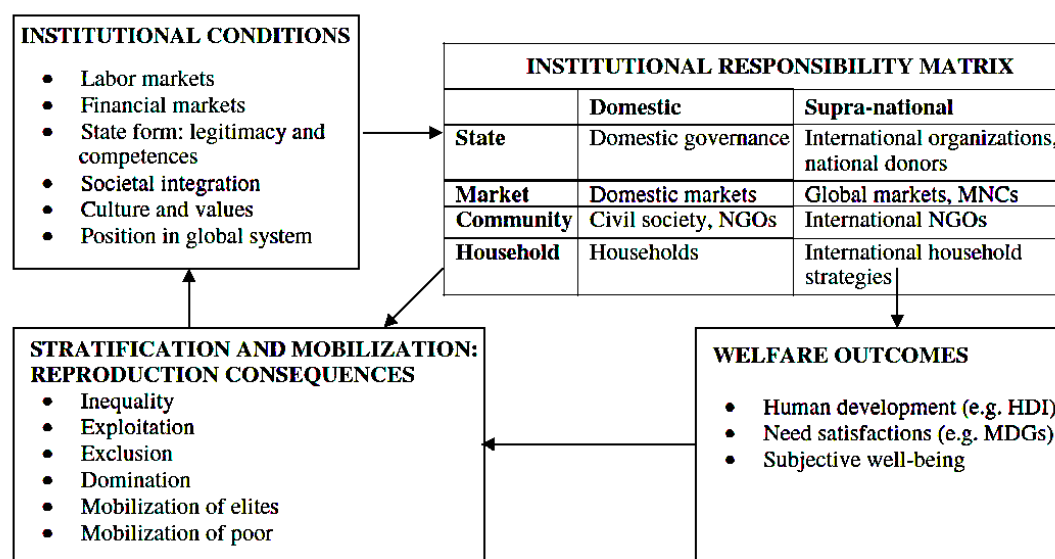 INSTITUTIONAL CONDITIONS
• Labor markets
• Financial markets
• State form: legitimacy and
competences
• Societal integration
• Culture and values
• Position in global system
INSTITUTIONAL RESPONSIBILITY MATRIX
Domestic Supra-national
State Domestic governance International organizations,
national donors
Market Domestic markets Global markets, MNCs
Community Civil society, NGOs International NGOs
Household Households International household
strategies
STRATIFICATION AND MOBILIZATION:
REPRODUCTION CONSEQUENCES
• Inequality
• Exploitation
• Exclusion
• Domination
• Mobilization of elites
• Mobilization of poor
WELFARE OUTCOMES
• Human development (e.g. HDI)
• Need satisfactions (e.g. MDGs)
• Subjective well-being